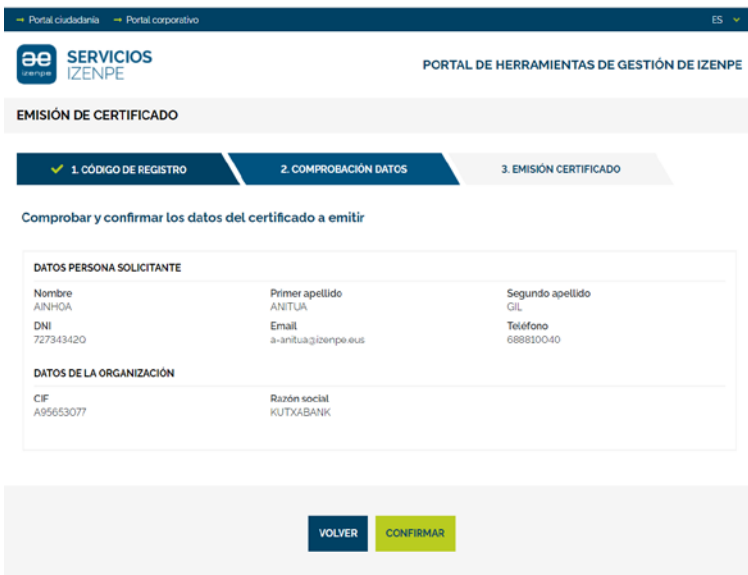 → Portal ciudadanía → Portal corporativo ES
izenpe
SERVICIOS
IZENPE
PORTAL DE HERRAMIENTAS DE GESTIÓN DE IZENPE
EMISIÓN DE CERTIFICADO
1. CÓDIGO DE REGISTRO 2. COMPROBACIÓN DATOS 3. EMISIÓN CERTIFICADO
Comprobar y confirmar los datos del certificado a emitir
DATOS PERSONA SOLICITANTE
Nombre Primer apellido Segundo apellido
AINHOA ANITUA GIL
DNI Email Teléfono
72734342Q a-anitua@izenpe.eus 688810040
DATOS DE LA ORGANIZACIÓN
CIF Razón social
A95653077 KUTXABANK
VOLVER CONFIRMAR